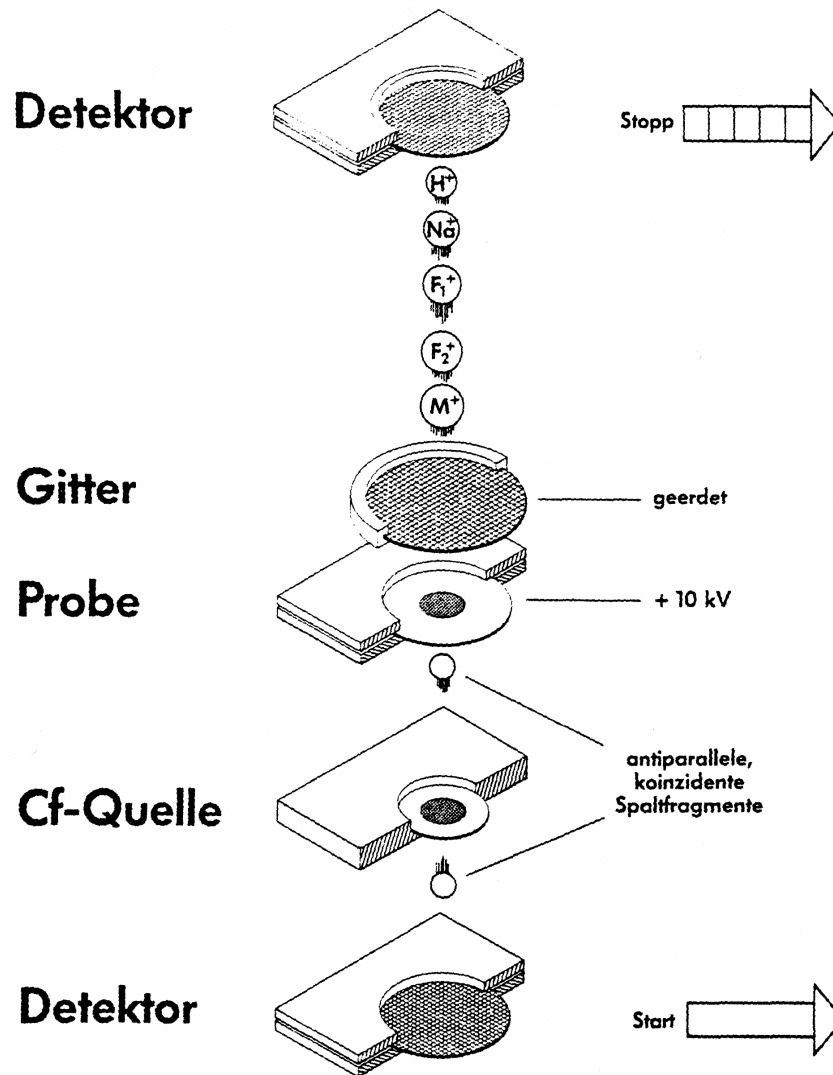 Detektor
Stopp
H+
Na+
F1+
F2+
M+
Gitter
geerdet
Probe
+ 10 kV
antiparallele,
koinzidente
Spaltfragmente
Cf-Quelle
Detektor
Start